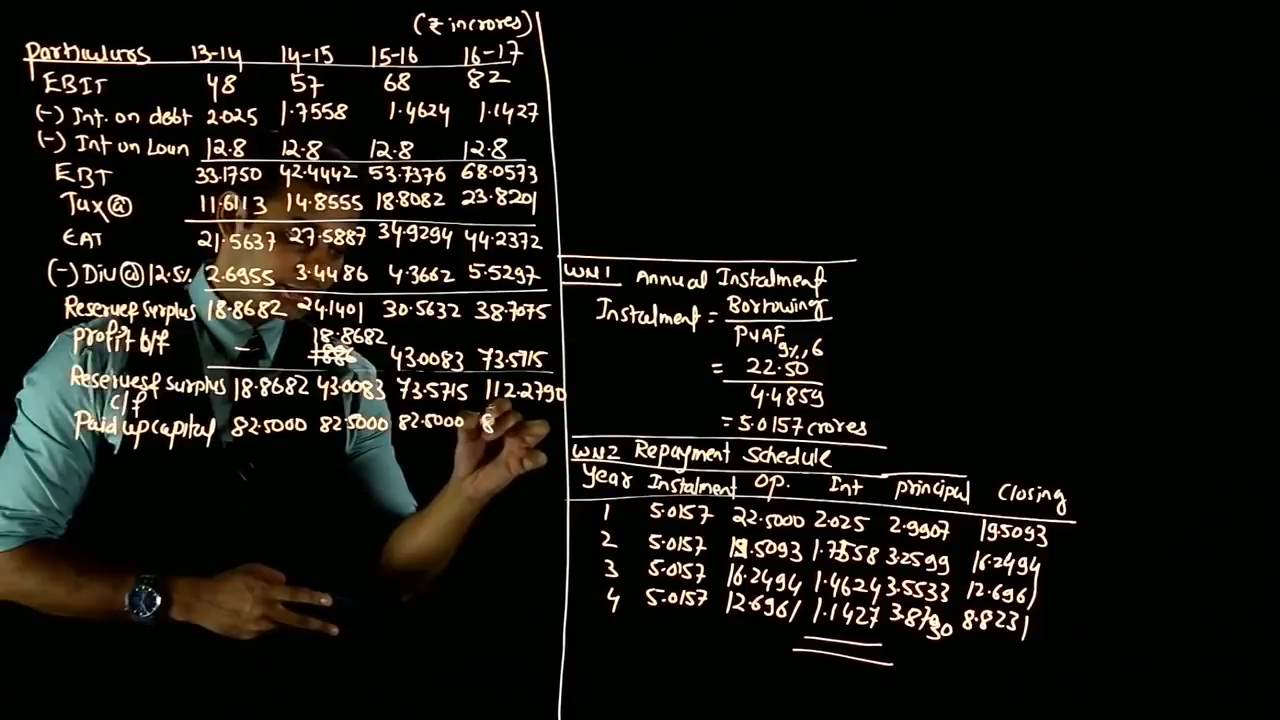 (₹ in crores)
Particulars 13-14 14-15 15-16 16-17
EBIT 48 57 68 82
(-) Int. on debt 2.025 1.7558 1.4624 1.1427
(-) Int on Loan 12.8 12.8 12.8 12.8
EBT 33.1750 42.4442 53.7376 68.0573
Tax @ 11.6113 14.8555 18.8082 23.8201
EAT 21.5637 27.5887 34.9294 44.2372
(-) Div @ 12.5% 2.6955 3.4486 4.3662 5.5297
Reserve & surplus 18.8682 24.1401 30.5632 38.7075
Profit b/f — 18.8682 43.0083 73.5715
Reserves & surplus c/f 18.8682 43.0083 73.5715 112.2790
Paid up capital 82.5000 82.5000 82.5000 8
WN1 Annual Instalment
Instalment = Borrowing
PVAF 9%, 6
= 22.50
4.4859
= 5.0157 crores
WN2 Repayment Schedule
Year Instalment Op. Int principal Closing
1 5.0157 22.5000 2.025 2.9907 19.5093
2 5.0157 19.5093 1.7558 3.2599 16.2494
3 5.0157 16.2494 1.4624 3.5533 12.6961
4 5.0157 12.6961 1.1427 3.8730 8.8231